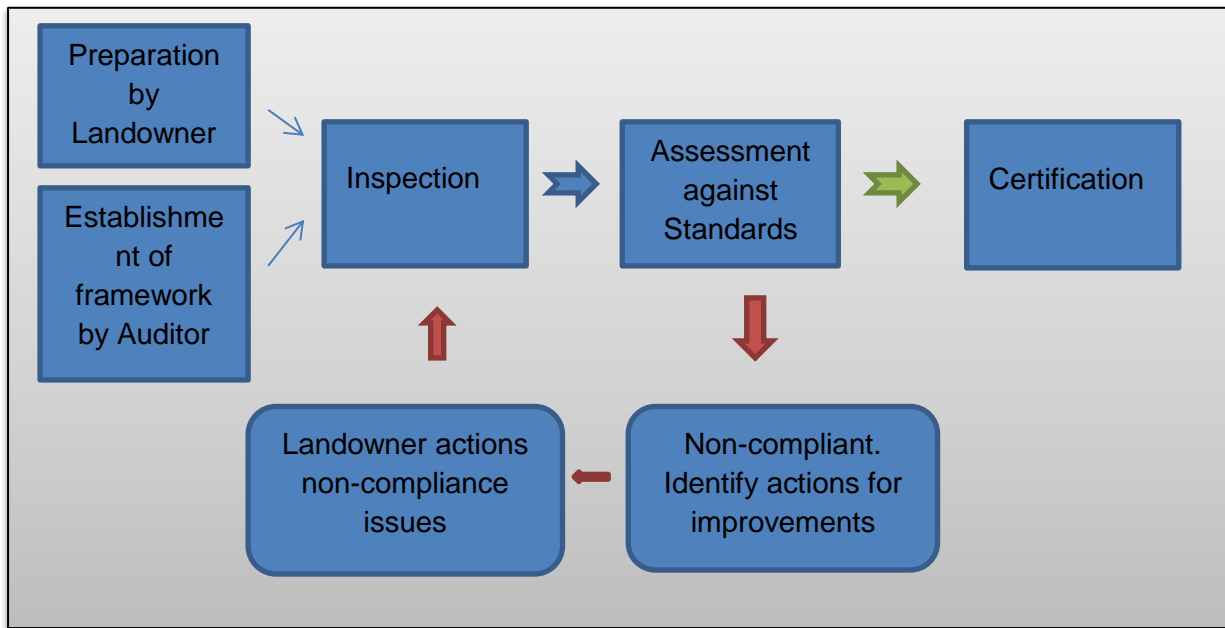 Preparation
by
Landowner
Establishme
nt of
framework
by Auditor
Inspection
Assessment
against
Standards
Certification
Landowner actions
non-compliance
issues
Non-compliant.
Identify actions for
improvements